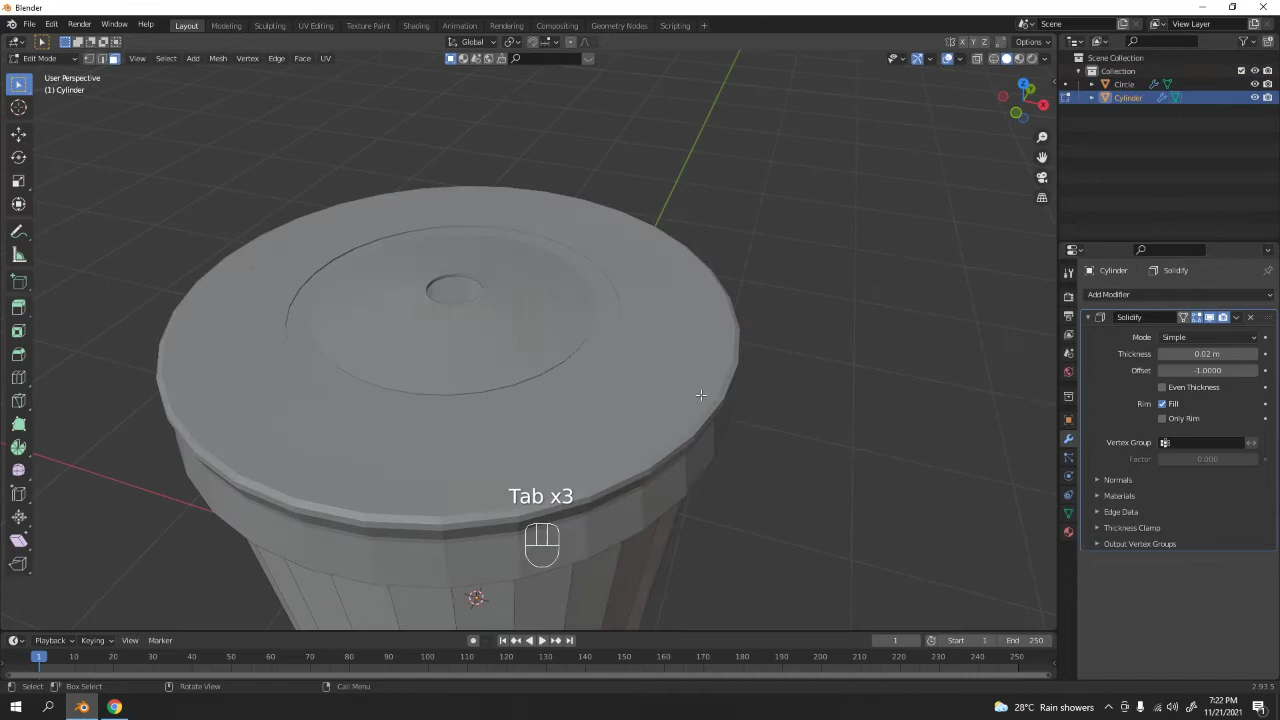 Blender
File Edit Render Window Help Layout Modeling Sculpting UV Editing Texture Paint Shading Animation Rendering Compositing Geometry Nodes Scripting + Scene View Layer
Global X Y Z Options
Edit Mode View Select Add Mesh Vertex Edge Face UV
User Perspective
(1) Cylinder
Scene Collection
Collection
Circle
Cylinder
Z
Y
X
Cylinder Solidify
Add Modifier
Solidify
Mode Simple
Thickness 0.02 m
Offset -1.0000
Even Thickness
Rim Fill
Only Rim
Vertex Group
Factor 0.000
Normals
Materials
Edge Data
Thickness Clamp
Output Vertex Groups
Tab x3
Playback Keying View Marker 1 Start 1 End 250
1 10 20 30 40 50 60 70 80 90 100 110 120 130 140 150 160 170 180 190 200 210 220 230 240 250
Select Box Select Rotate View Call Menu 2.93.5
28°C Rain showers 7:22 PM
11/21/2021